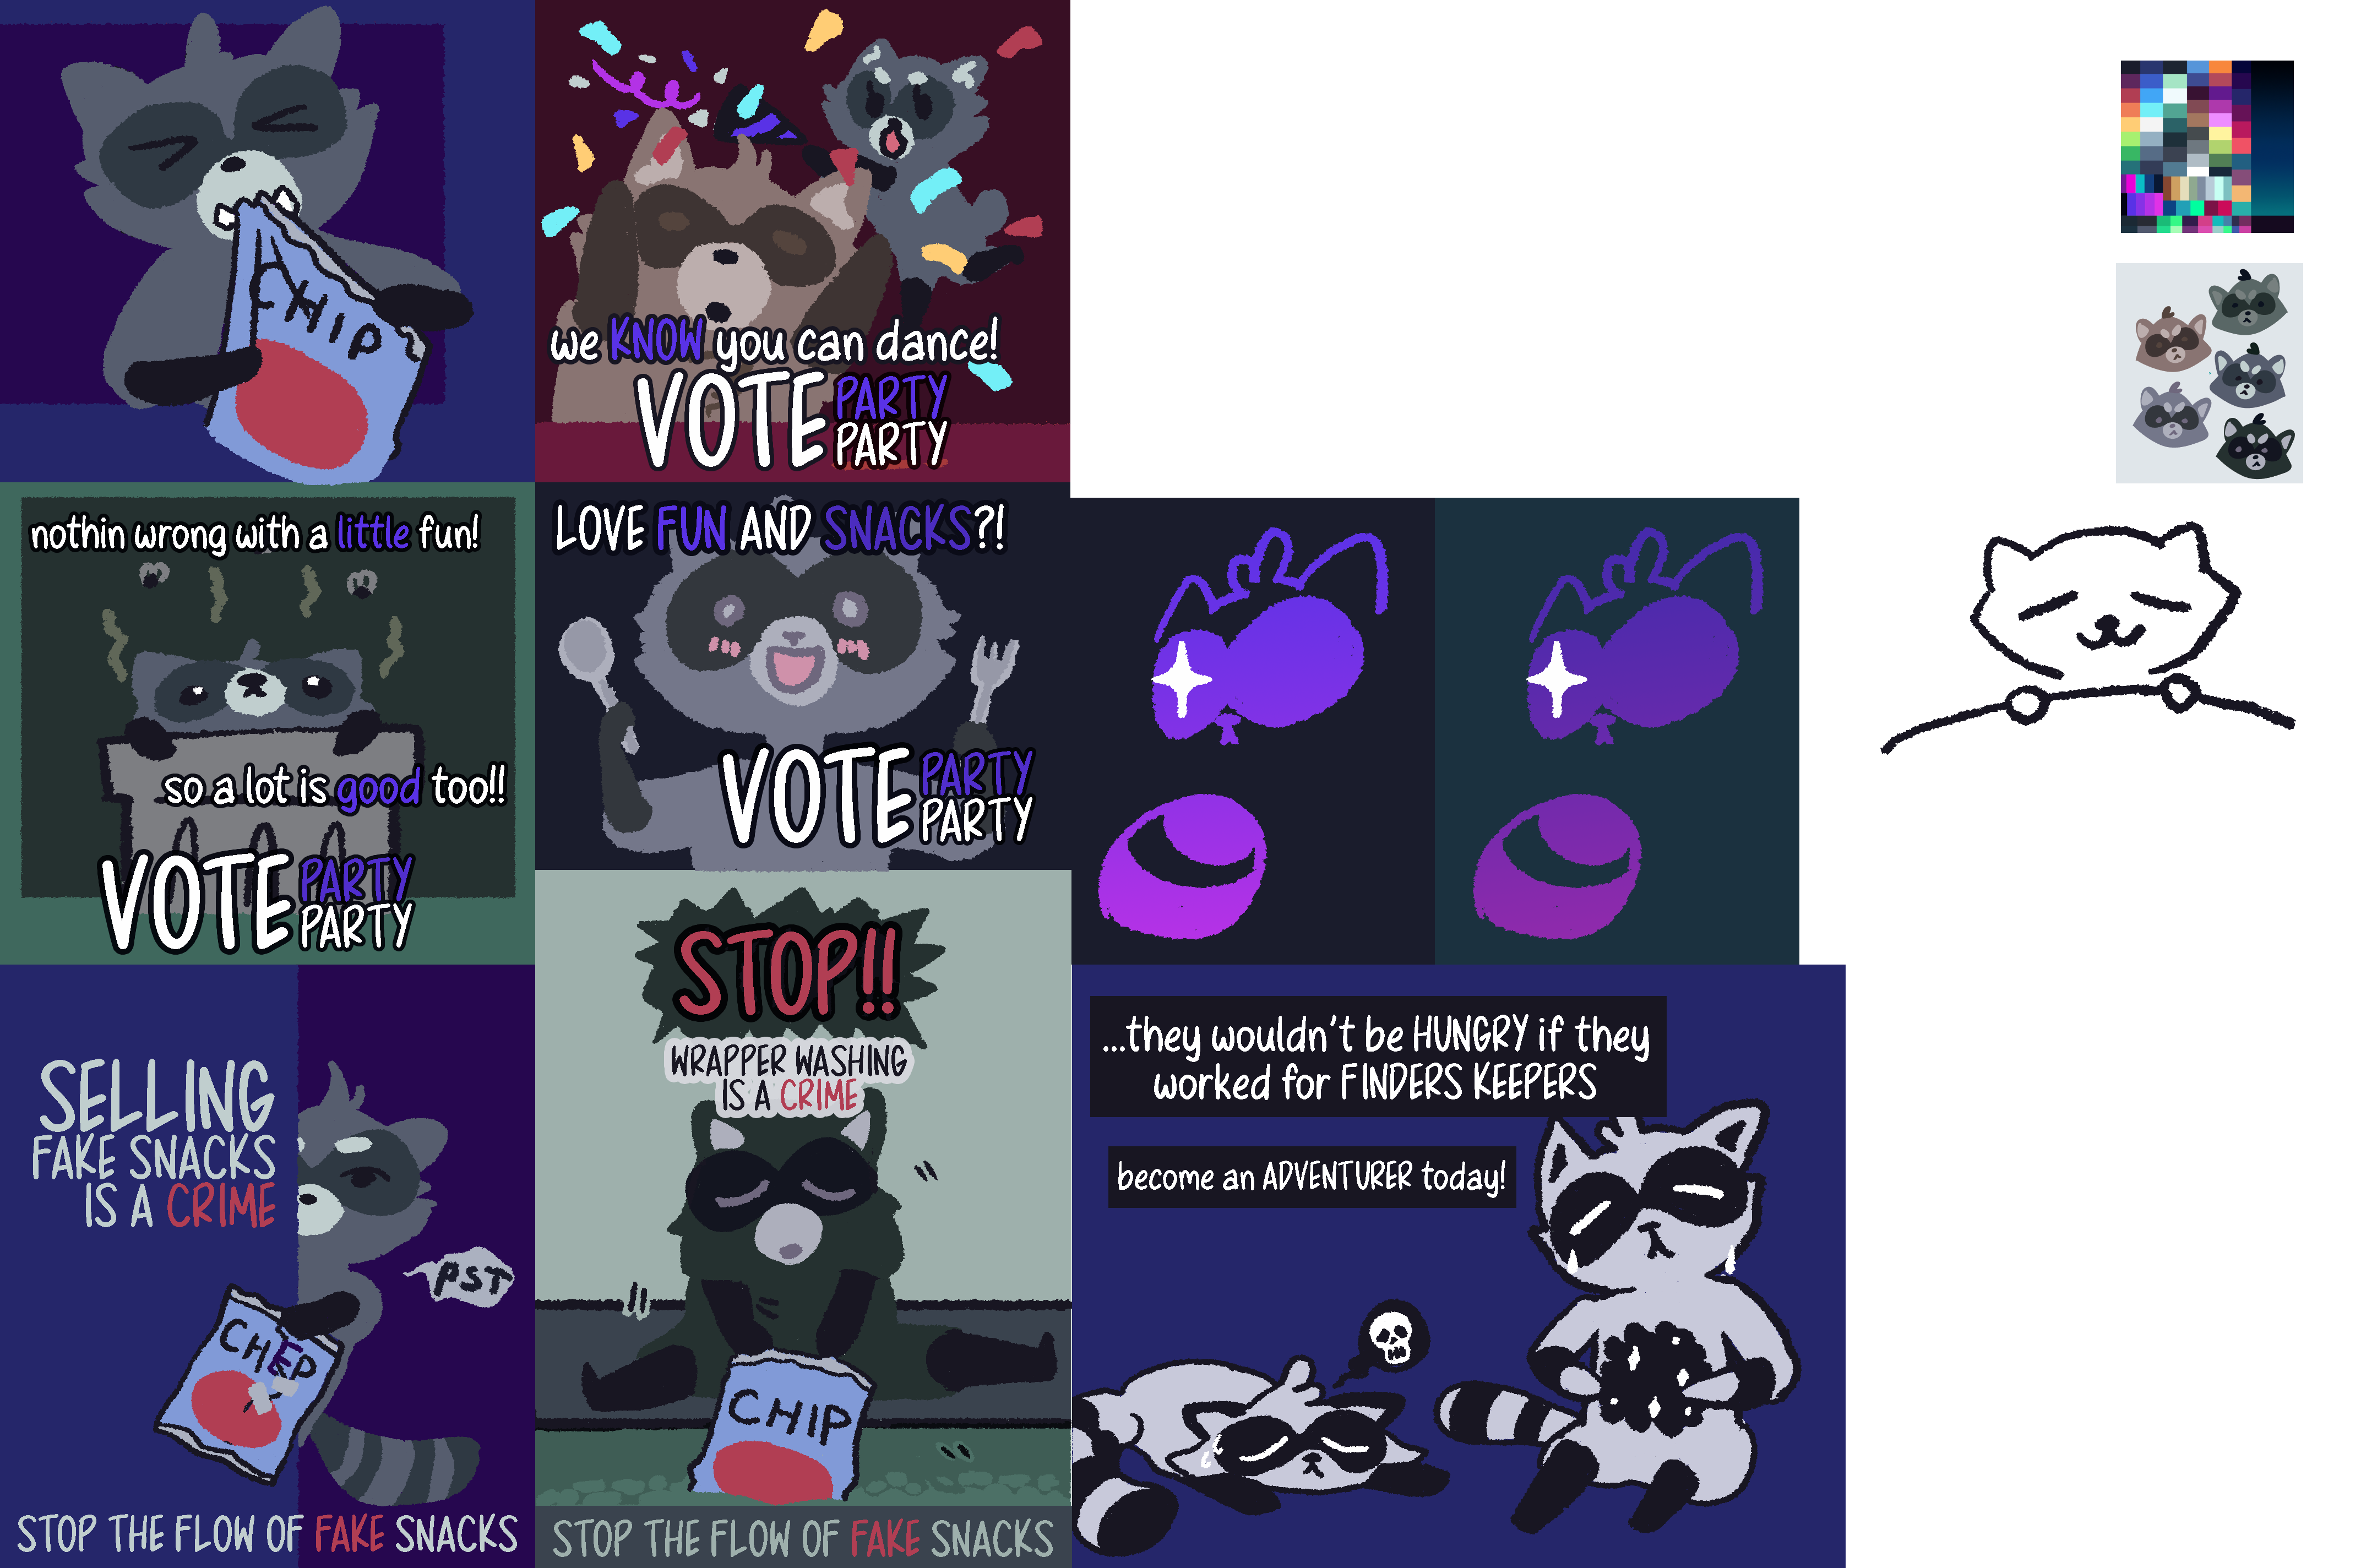 CHIP
we KNOW you can dance!
VOTE PARTY
PARTY
nothin wrong with a little fun!
so a lot is good too!!
VOTE PARTY
PARTY
LOVE FUN AND SNACKS?!
VOTE PARTY
PARTY
SELLING
FAKE SNACKS
IS A CRIME
PST
CHEP
STOP THE FLOW OF FAKE SNACKS
STOP!!
WRAPPER WASHING
IS A CRIME
CHIP
STOP THE FLOW OF FAKE SNACKS
...they wouldn't be HUNGRY if they
worked for FINDERS KEEPERS
become an ADVENTURER today!